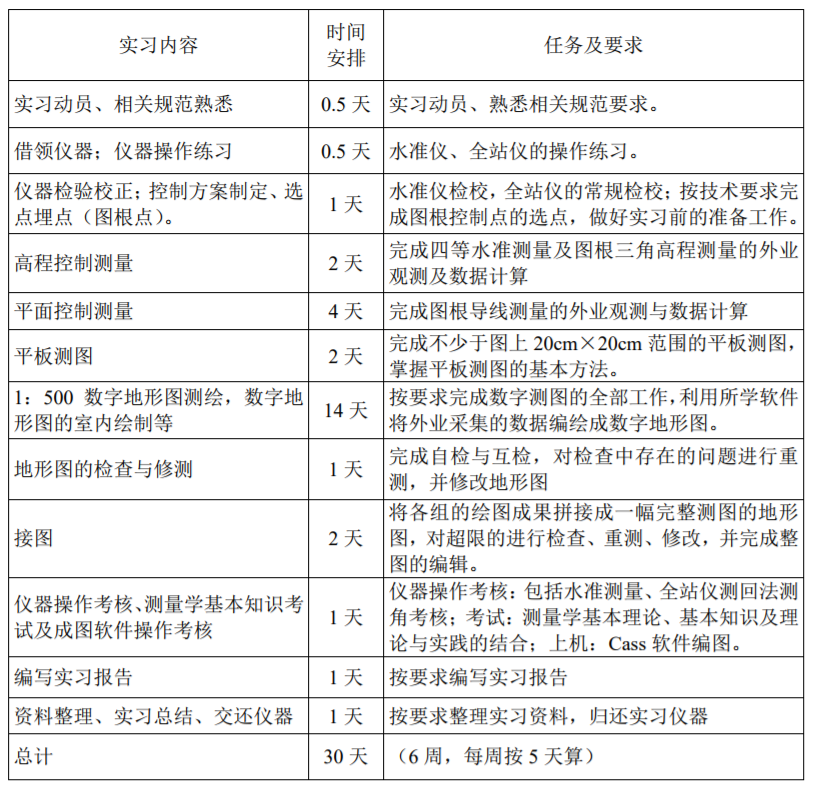 实习内容
时间
安排
任务及要求
实习动员、相关规范熟悉
0.5 天
实习动员、熟悉相关规范要求。
借领仪器；仪器操作练习
0.5 天
水准仪、全站仪的操作练习。
仪器检验校正；控制方案制定、选
点埋点（图根点）。
1 天
水准仪检校，全站仪的常规检校；按技术要求完
成图根控制点的选点，做好实习前的准备工作。
高程控制测量
2 天
完成四等水准测量及图根三角高程测量的外业
观测及数据计算
平面控制测量
4 天
完成图根导线测量的外业观测与数据计算
平板测图
2 天
完成不少于图上 20cm×20cm 范围的平板测图，
掌握平板测图的基本方法。
1：500 数字地形图测绘，数字地
形图的室内绘制等
14 天
按要求完成数字测图的全部工作，利用所学软件
将外业采集的数据编绘成数字地形图。
地形图的检查与修测
1 天
完成自检与互检，对检查中存在的问题进行重
测，并修改地形图
接图
2 天
将各组的绘图成果拼接成一幅完整测图的地形
图，对超限的进行检查、重测、修改，并完成整
图的编辑。
仪器操作考核、测量学基本知识考
试及成图软件操作考核
1 天
仪器操作考核：包括水准测量、全站仪测回法测
角考核；考试：测量学基本理论、基本知识及理
论与实践的结合；上机：Cass 软件编图。
编写实习报告
1 天
按要求编写实习报告
资料整理、实习总结、交还仪器
1 天
按要求整理实习资料，归还实习仪器
总计
30 天
（6 周，每周按 5 天算）